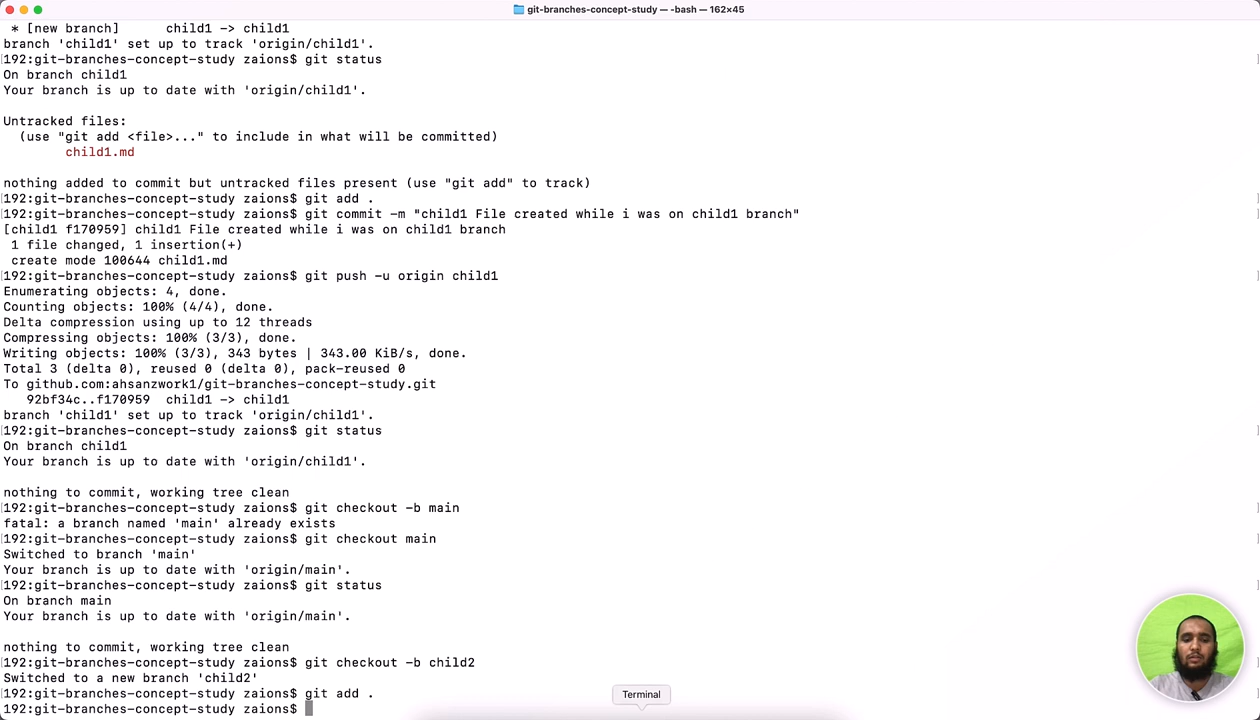 git-branches-concept-study — -bash — 162×45
* [new branch]      child1 -> child1
branch 'child1' set up to track 'origin/child1'.
[192:git-branches-concept-study zaions$ git status
On branch child1
Your branch is up to date with 'origin/child1'.
Untracked files:
  (use "git add <file>..." to include in what will be committed)
        child1.md
nothing added to commit but untracked files present (use "git add" to track)
[192:git-branches-concept-study zaions$ git add .
[192:git-branches-concept-study zaions$ git commit -m "child1 File created while i was on child1 branch"
[child1 f170959] child1 File created while i was on child1 branch
 1 file changed, 1 insertion(+)
 create mode 100644 child1.md
[192:git-branches-concept-study zaions$ git push -u origin child1
Enumerating objects: 4, done.
Counting objects: 100% (4/4), done.
Delta compression using up to 12 threads
Compressing objects: 100% (3/3), done.
Writing objects: 100% (3/3), 343 bytes | 343.00 KiB/s, done.
Total 3 (delta 0), reused 0 (delta 0), pack-reused 0
To github.com:ahsanzwork1/git-branches-concept-study.git
   92bf34c..f170959  child1 -> child1
branch 'child1' set up to track 'origin/child1'.
[192:git-branches-concept-study zaions$ git status
On branch child1
Your branch is up to date with 'origin/child1'.
nothing to commit, working tree clean
[192:git-branches-concept-study zaions$ git checkout -b main
fatal: a branch named 'main' already exists
[192:git-branches-concept-study zaions$ git checkout main
Switched to branch 'main'
Your branch is up to date with 'origin/main'.
[192:git-branches-concept-study zaions$ git status
On branch main
Your branch is up to date with 'origin/main'.
nothing to commit, working tree clean
[192:git-branches-concept-study zaions$ git checkout -b child2
Switched to a new branch 'child2'
[192:git-branches-concept-study zaions$ git add .
192:git-branches-concept-study zaions$
Terminal